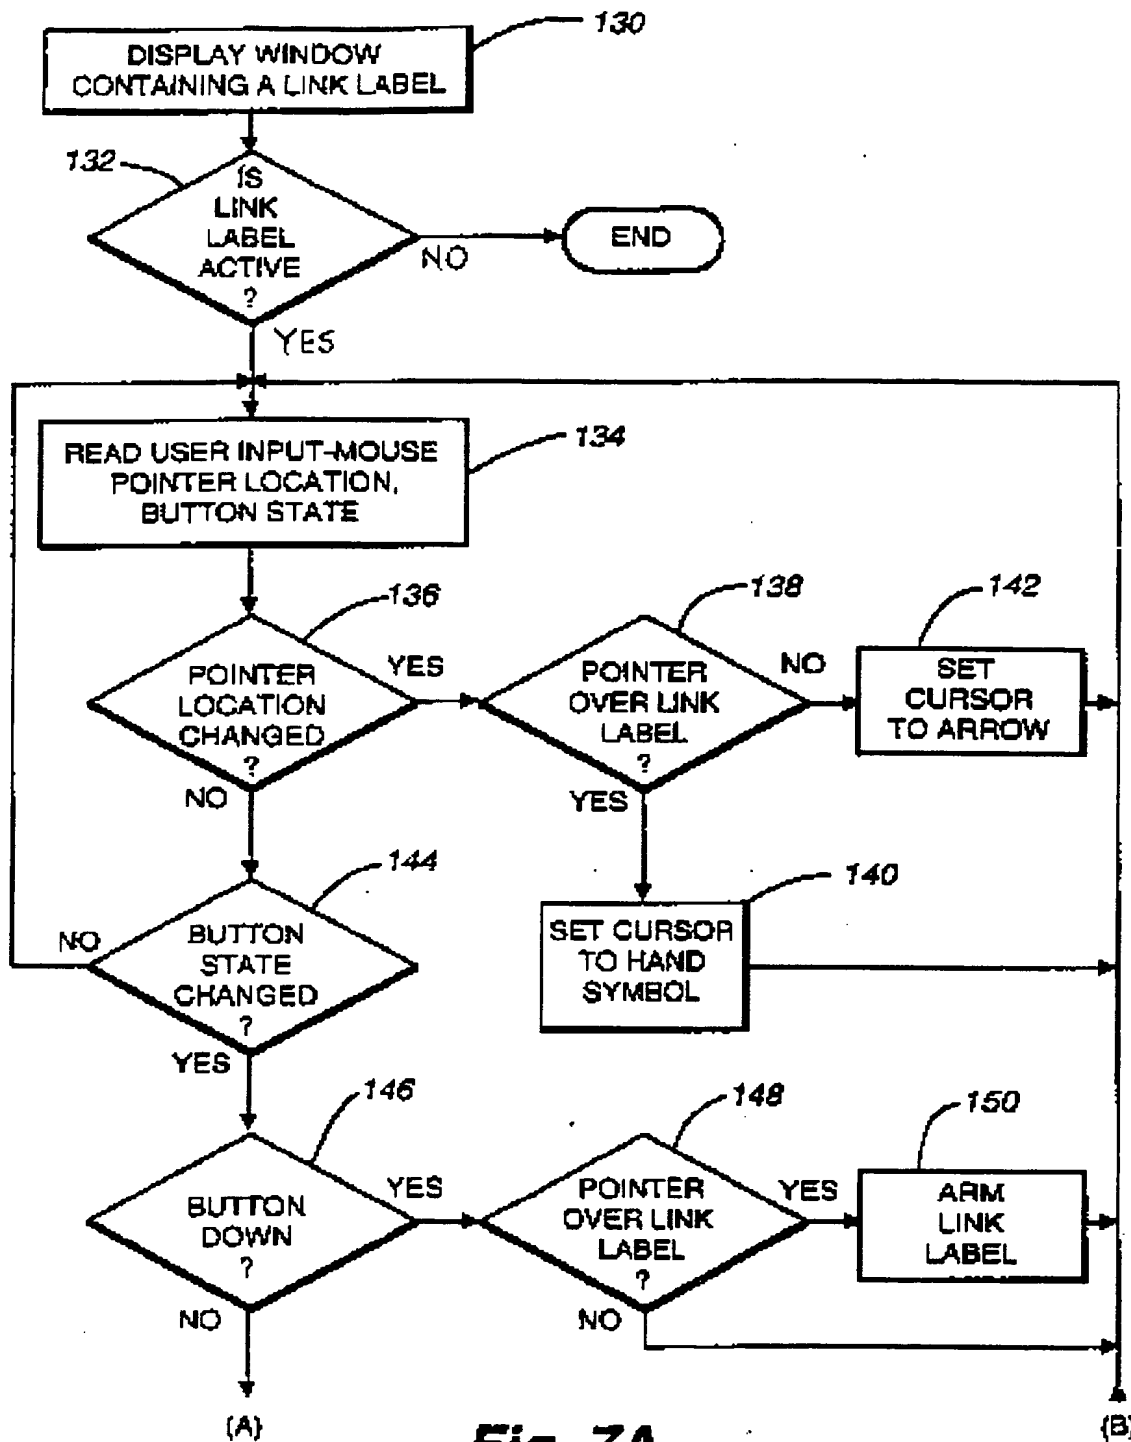 130
DISPLAY WINDOW
CONTAINING A LINK LABEL
132
IS
LINK
LABEL
ACTIVE
?
NO
END
YES
134
READ USER INPUT-MOUSE
POINTER LOCATION,
BUTTON STATE
136
138
142
POINTER
LOCATION
CHANGED
?
YES
POINTER
OVER LINK
LABEL
?
NO
SET
CURSOR
TO ARROW
NO
YES
144
140
NO
BUTTON
STATE
CHANGED
?
SET CURSOR
TO HAND
SYMBOL
YES
146
148
150
BUTTON
DOWN
?
YES
POINTER
OVER LINK
LABEL
?
YES
ARM
LINK
LABEL
NO
NO
(A)
(B)
Fig. 7A